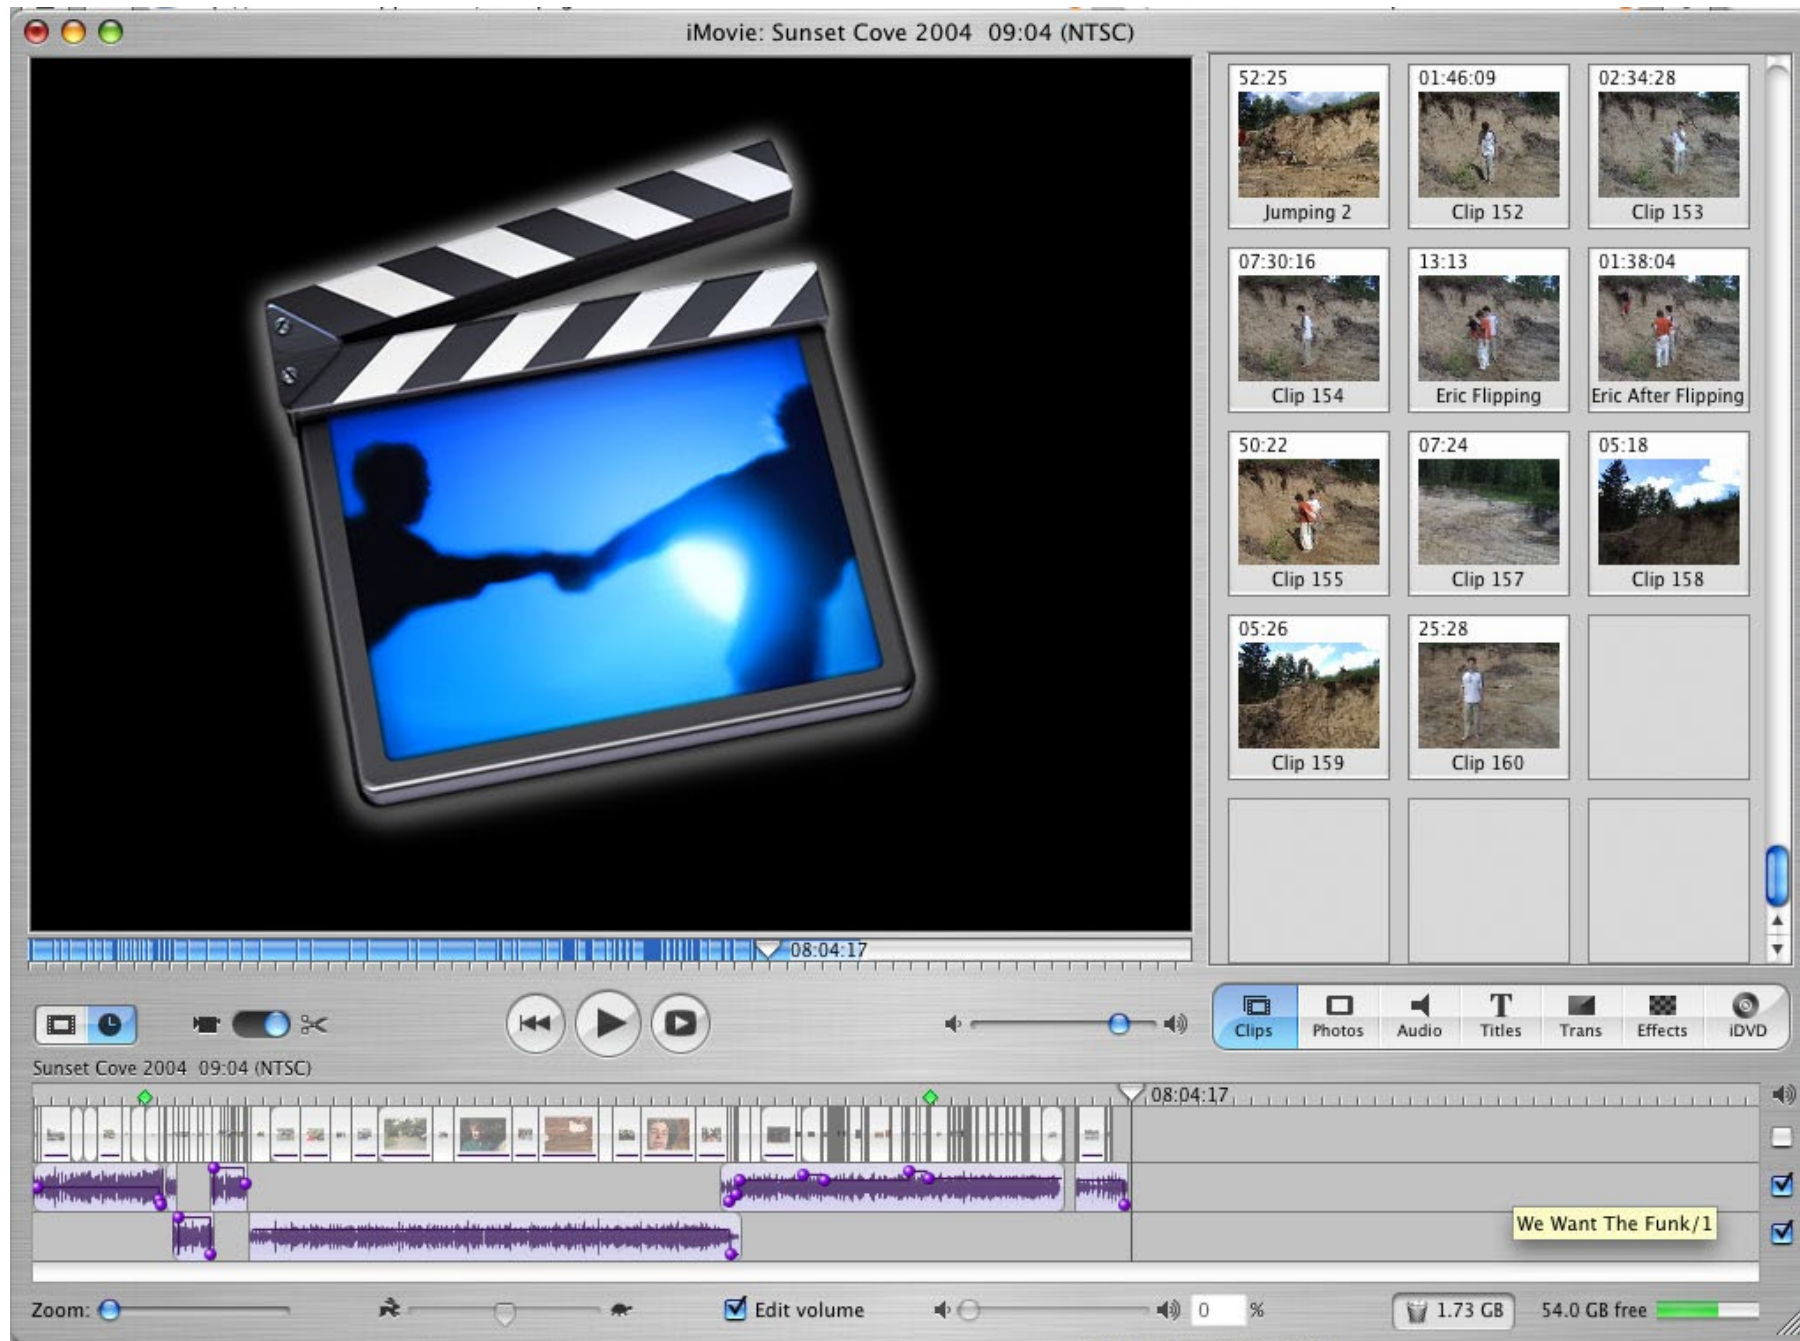 iMovie: Sunset Cove 2004 09:04 (NTSC)
52:25
01:46:09
02:34:28
Jumping 2
Clip 152
Clip 153
07:30:16
13:13
01:38:04
Clip 154
Eric Flipping
Eric After Flipping
50:22
07:24
05:18
Clip 155
Clip 157
Clip 158
05:26
25:28
Clip 159
Clip 160
08:04:17
Clips
Photos
Audio
T
Titles
Trans
Effects
iDVD
Sunset Cove 2004 09:04 (NTSC)
08:04:17
We Want The Funk/1
Zoom:
Edit volume
0 %
1.73 GB
54.0 GB free